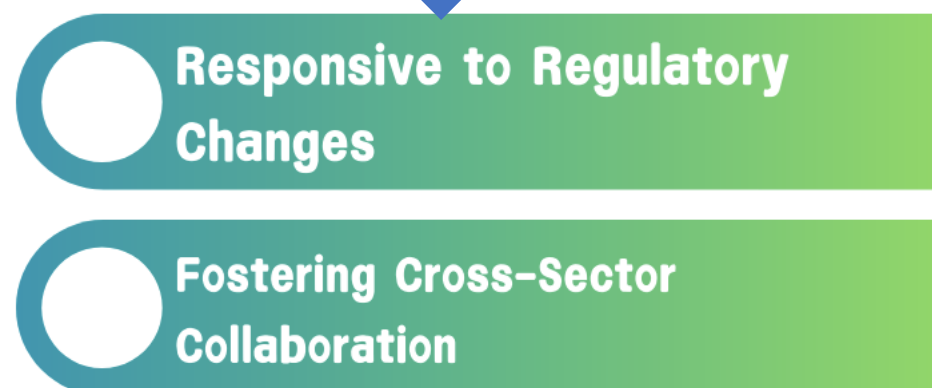 Responsive to Regulatory
Changes
Fostering Cross-Sector
Collaboration